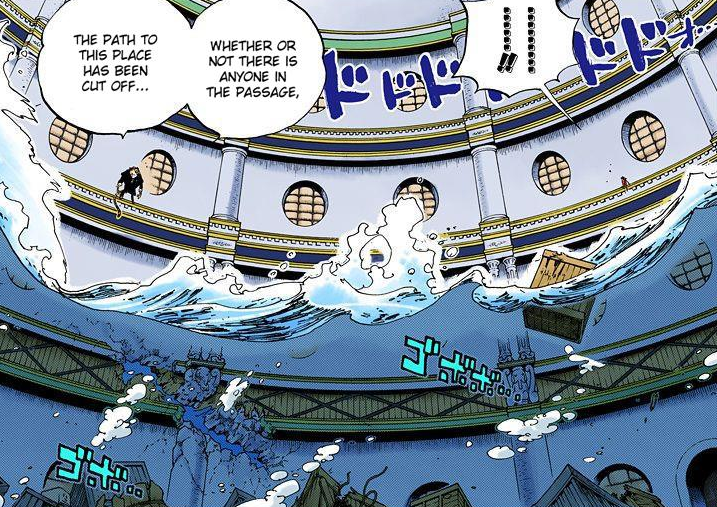 WHETHER OR
NOT THERE IS
ANYONE IN
THE PASSAGE,
THE PATH TO
THIS PLACE
HAS BEEN
CUT OFF...
!!
ドドドドド...
ゴボボボ...
ゴボ...